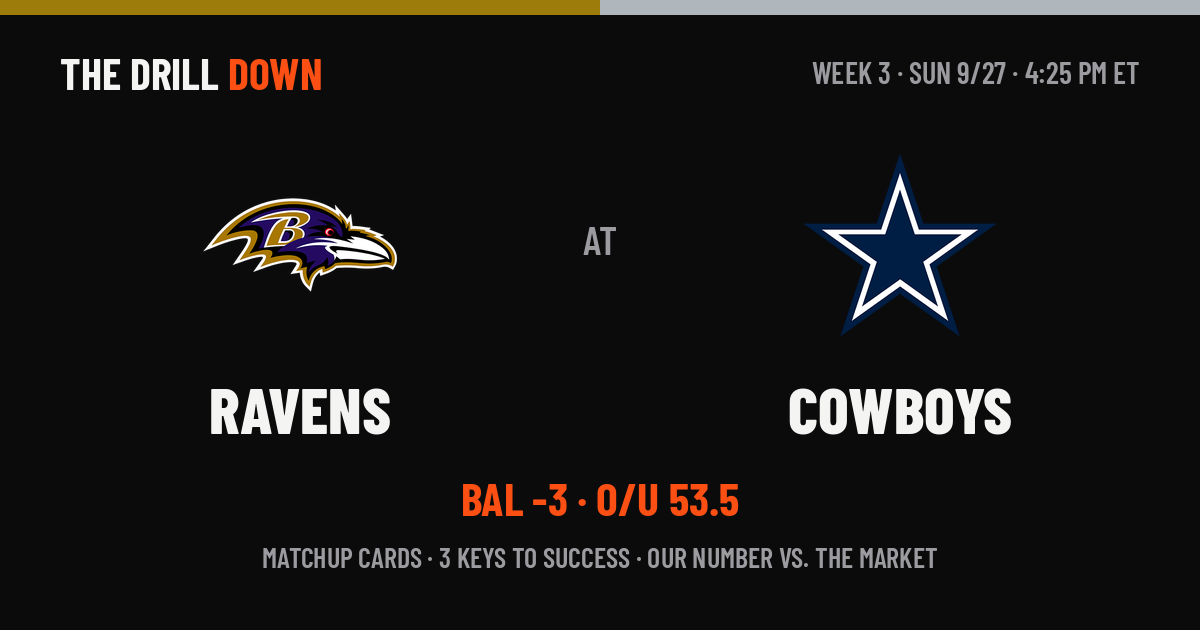 THE DRILL DOWN
WEEK 3 · SUN 9/27 · 4:25 PM ET
B
AT
RAVENS
COWBOYS
BAL -3 · O/U 53.5
MATCHUP CARDS · 3 KEYS TO SUCCESS · OUR NUMBER VS. THE MARKET